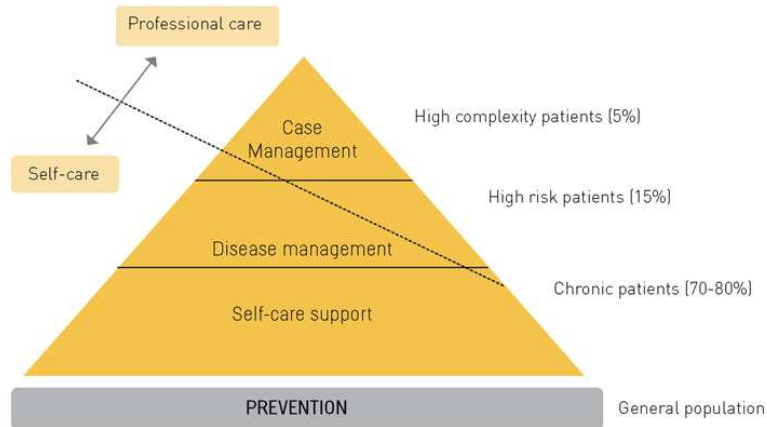 Professional care
Self-care
Case
Management
High complexity patients (5%)
High risk patients (15%)
Disease management
Chronic patients (70-80%)
Self-care support
PREVENTION
General population